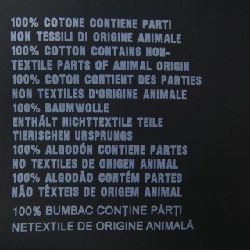 100% COTONE CONTIENE PARTI
NON TESSILI DI ORIGINE ANIMALE
100% COTTON CONTAINS NON-
TEXTILE PARTS OF ANIMAL ORIGIN
100% COTON CONTIENT DES PARTIES
NON TEXTILES D'ORIGINE ANIMALE
100% BAUMWOLLE
ENTHÄLT NICHTTEXTILE TEILE
TIERISCHEN URSPRUNGS
100% ALGODÓN CONTIENE PARTES
NO TEXTILES DE ORIGEN ANIMAL
100% ALGODÃO CONTÉM PARTES
NÃO TÊXTEIS DE ORIGEM ANIMAL
100% BUMBAC CONȚINE PĂRȚI
NETEXTILE DE ORIGINE ANIMALĂ